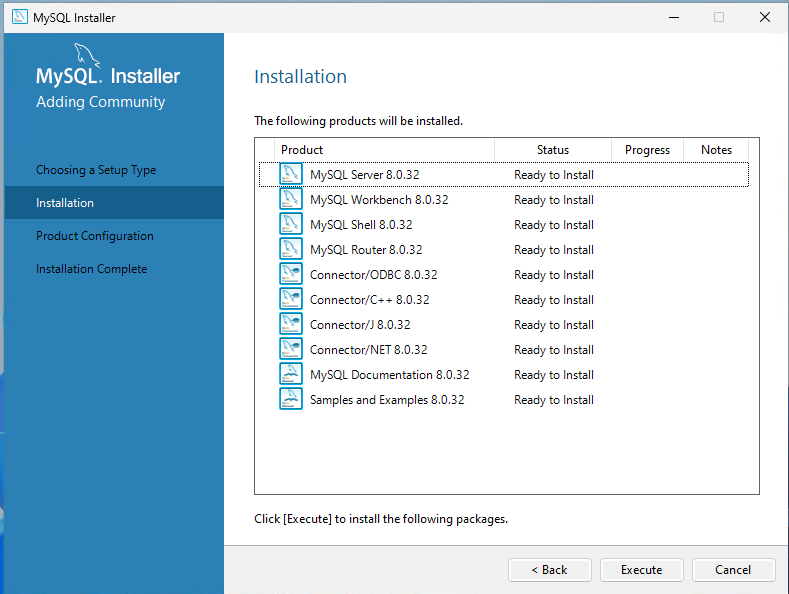 MySQL Installer
MySQL. Installer
Adding Community
Choosing a Setup Type
Installation
Product Configuration
Installation Complete
Installation
The following products will be installed.
Product Status Progress Notes
MySQL Server 8.0.32 Ready to Install
MySQL Workbench 8.0.32 Ready to Install
MySQL Shell 8.0.32 Ready to Install
MySQL Router 8.0.32 Ready to Install
Connector/ODBC 8.0.32 Ready to Install
Connector/C++ 8.0.32 Ready to Install
Connector/J 8.0.32 Ready to Install
Connector/NET 8.0.32 Ready to Install
MySQL Documentation 8.0.32 Ready to Install
Samples and Examples 8.0.32 Ready to Install
Click [Execute] to install the following packages.
< Back Execute Cancel